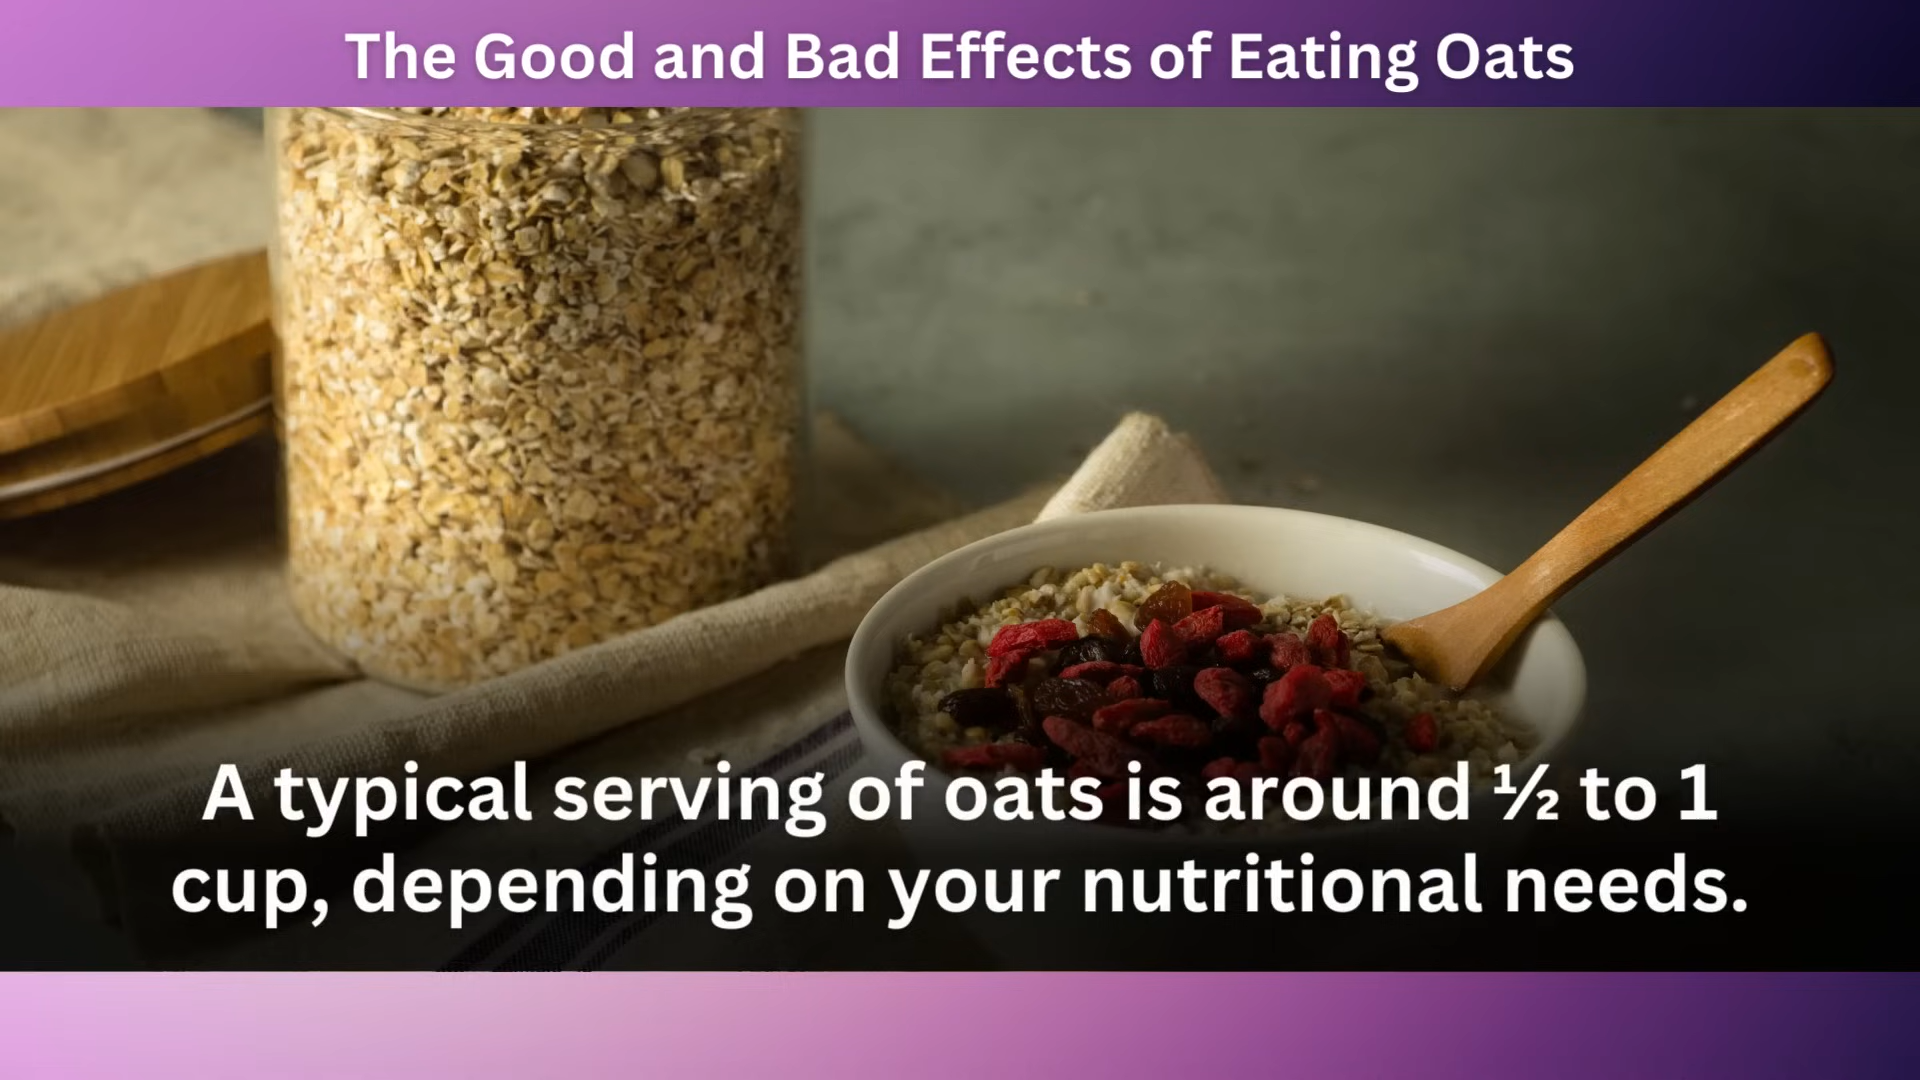 The Good and Bad Effects of Eating Oats
A typical serving of oats is around ½ to 1
cup, depending on your nutritional needs.